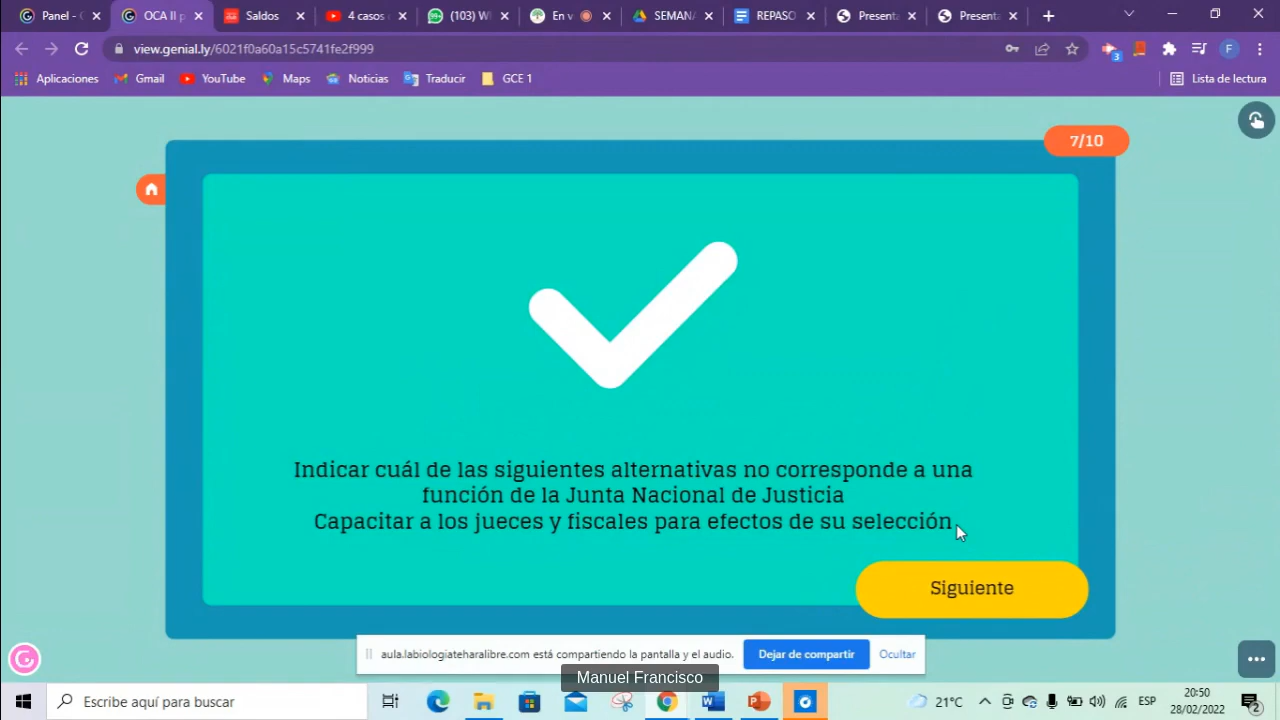 Panel - G
OCA II p
Saldos
4 casos c
(103) W
En v
SEMANA
REPASO
Presenta
Presenta
view.genial.ly/6021f0a60a15c5741fe2f999
3
F
Aplicaciones
Gmail
YouTube
Maps
Noticias
Traducir
GCE 1
Lista de lectura
7/10
Indicar cuál de las siguientes alternativas no corresponde a una
función de la Junta Nacional de Justicia
Capacitar a los jueces y fiscales para efectos de su selección
Siguiente
aula.labiologiateharalibre.com está compartiendo la pantalla y el audio.
Dejar de compartir
Ocultar
Manuel Francisco
Escribe aquí para buscar
21°C
ESP
20:50
28/02/2022
2